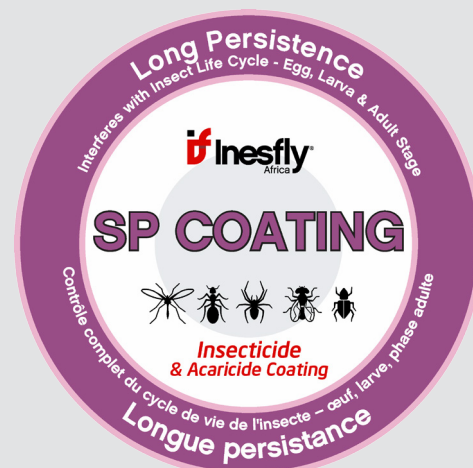 Long Persistence
Interferes with Insect Life Cycle - Egg, Larva & Adult Stage
if Inesfly®
Africa
SP COATING
Insecticide
& Acaricide Coating
Contrôle complet du cycle de vie de l'insecte – œuf, larve, phase adulte
Longue persistance